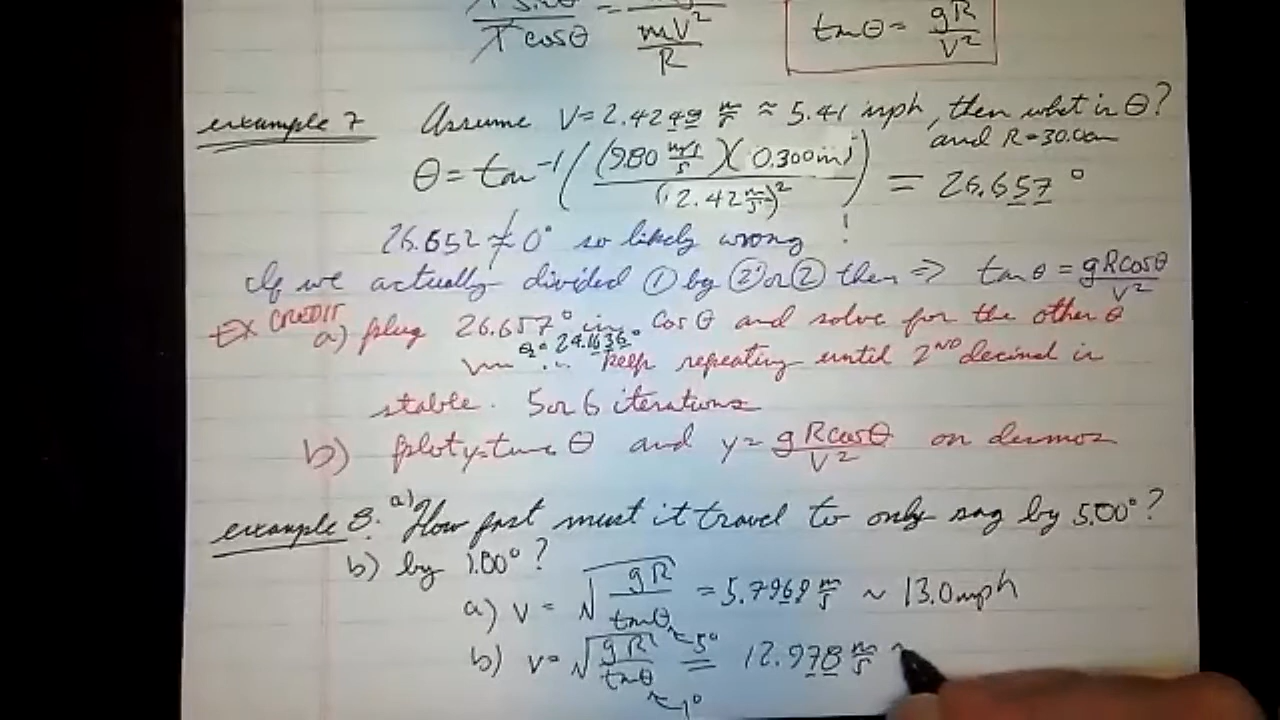 cosθ = mV²/R
tanθ = gR/V²
example 7 Assume V = 2.4249 m/s ≈ 5.41 mph, then what is θ?
and R = 30.0cm
θ = tan⁻¹ ( (9.80 m/s/s)(0.300m) / (2.42 m/s)² ) = 26.657°
26.652 ≠ 0° so likely wrong !
If we actually divided ① by ②' or ② then ⇒ tanθ = gRcosθ/V²
EX CREDIT
a) plug 26.657° in cosθ and solve for the other θ
θ₂ = 24.1636° ∴ keep repeating until 2ND decimal is
stable. 5 or 6 iterations
b) plot y=tan θ and y= gRcosθ/V² on desmos
example 8. a) How fast must it travel to only sag by 5.00°?
b) by 1.00°?
a) V = √(gR/tanθ) = 5.7969 m/s ~ 13.0mph
5°
b) V= √(gR/tanθ) = 12.978 m/s ~
1°